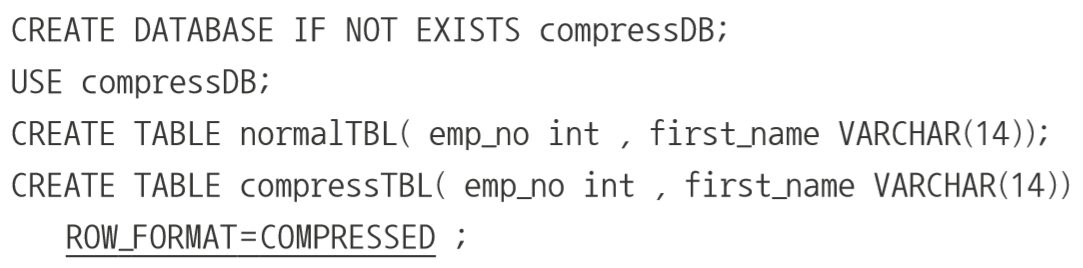 CREATE DATABASE IF NOT EXISTS compressDB;
USE compressDB;
CREATE TABLE normalTBL( emp_no int , first_name VARCHAR(14));
CREATE TABLE compressTBL( emp_no int , first_name VARCHAR(14))
ROW_FORMAT=COMPRESSED ;